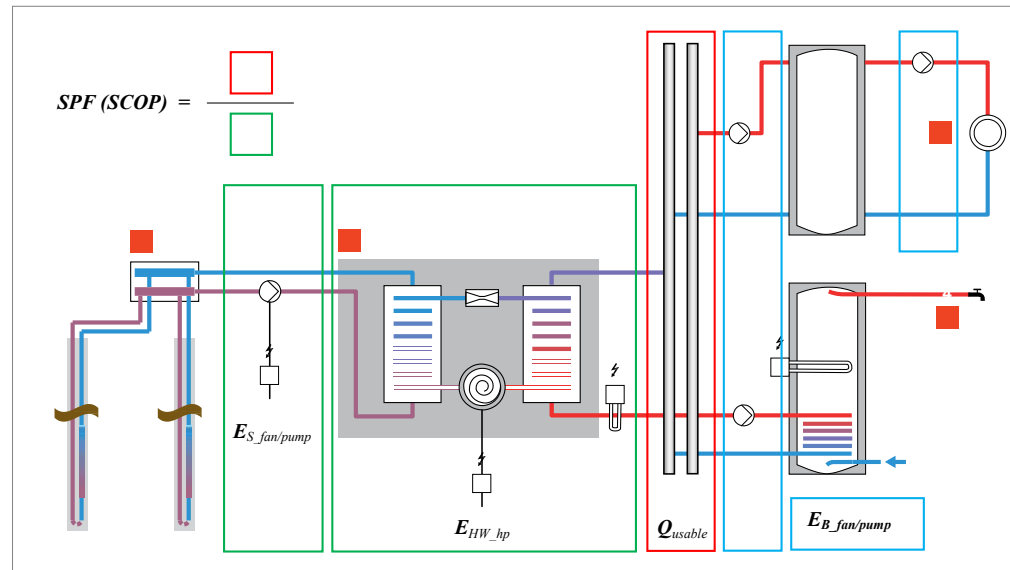 SPF (SCOP) =
E_S_fan/pump
E_HW_hp
Q_usable
E_B_fan/pump